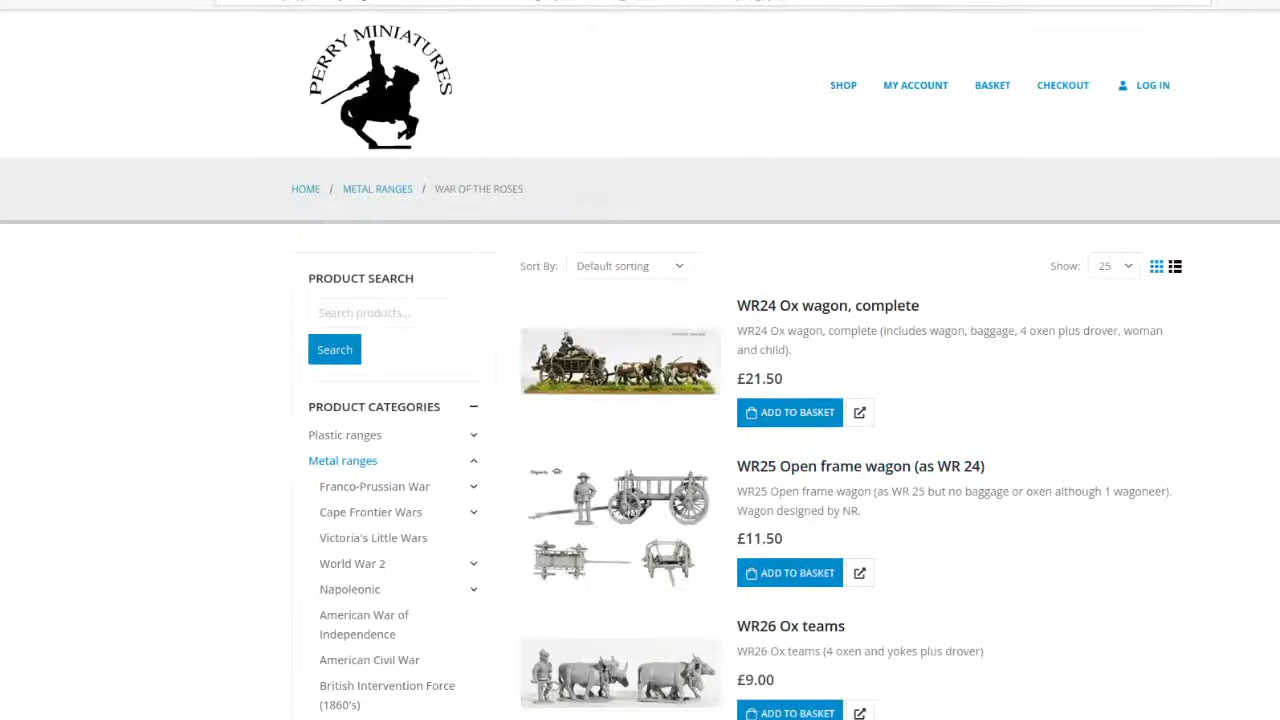 PERRY MINIATURES
SHOP
MY ACCOUNT
BASKET
CHECKOUT
LOG IN
HOME / METAL RANGES / WAR OF THE ROSES
PRODUCT SEARCH
Search products...
Search
PRODUCT CATEGORIES
Plastic ranges
Metal ranges
Franco-Prussian War
Cape Frontier Wars
Victoria's Little Wars
World War 2
Napoleonic
American War of
Independence
American Civil War
British Intervention Force
(1860's)
Sort By: Default sorting
Show: 25
WR24 Ox wagon, complete
WR24 Ox wagon, complete (includes wagon, baggage, 4 oxen plus drover, woman
and child).
£21.50
ADD TO BASKET
WR25 Open frame wagon (as WR 24)
WR25 Open frame wagon (as WR 25 but no baggage or oxen although 1 wagoneer).
Wagon designed by NR.
£11.50
ADD TO BASKET
WR26 Ox teams
WR26 Ox teams (4 oxen and yokes plus drover)
£9.00
ADD TO BASKET